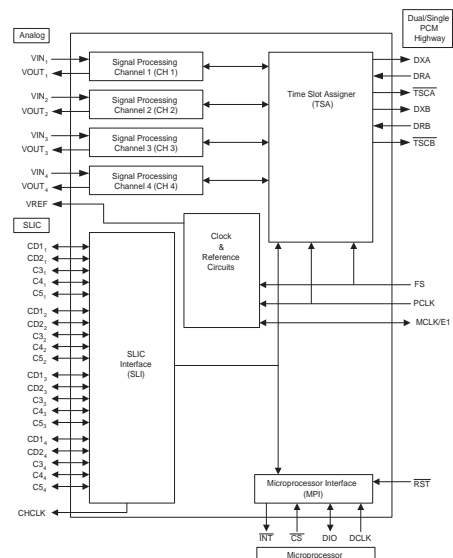 Analog
Dual/Single
PCM
Highway
VIN₁
VOUT₁
Signal Processing
Channel 1 (CH 1)
VIN₂
VOUT₂
Signal Processing
Channel 2 (CH 2)
VIN₃
VOUT₃
Signal Processing
Channel 3 (CH 3)
VIN₄
VOUT₄
Signal Processing
Channel 4 (CH 4)
Time Slot Assigner
(TSA)
DXA
DRA
TSCA
DXB
DRB
TSCB
VREF
SLIC
Clock
&
Reference
Circuits
FS
PCLK
MCLK/E1
CD1₁
CD2₁
C3₁
C4₁
C5₁
CD1₂
CD2₂
C3₂
C4₂
C5₂
CD1₃
CD2₃
C3₃
C4₃
C5₃
CD1₄
CD2₄
C3₄
C4₄
C5₄
CHCLK
SLIC
Interface
(SLI)
Microprocessor Interface
(MPI)
RST
INT
CS
DIO
DCLK
Microprocessor